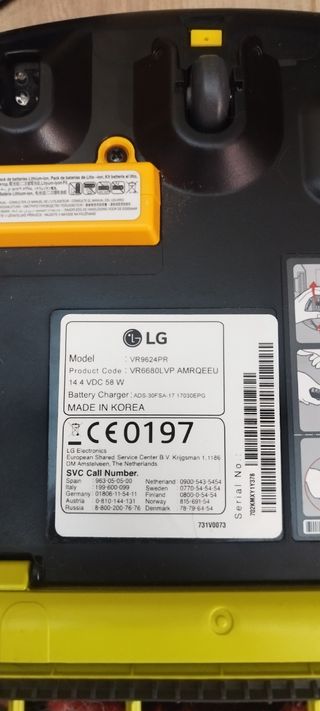 LG
Model : VR9624PR
Product Code : VR6680LVP AMRQEEU
14.4 VDC 58 W
Battery Charger : ADS-30FSA-17 17030EPG
MADE IN KOREA
CE0197
LG Electronics
European Shared Service Center B.V. Krijgsman 1,1186
DM Amstelveen, The Netherlands.
SVC Call Number.
Spain : 963-05-05-00 Netherland :0900-543-5454
Italy : 199-600-099 Sweden :0770-54-54-54
Germany : 01806-11-54-11 Finland :0800-0-54-54
Austria : 0-810-144-131 Norway :815-691-54
Russia : 8-800-200-76-76 Denmark :78-79-64-54
731V0073
Serial No :
702KMKX11Y378